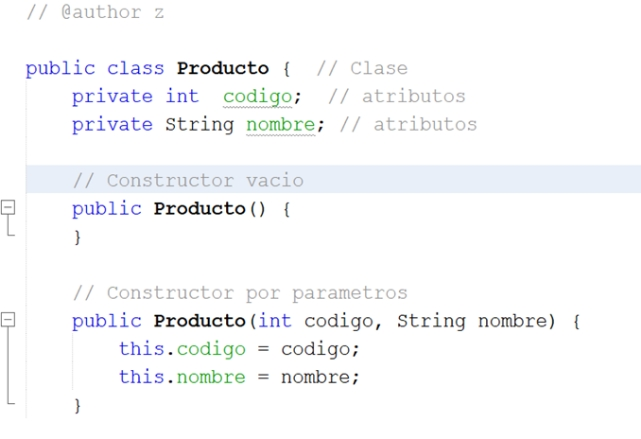 // @author z
public class Producto {  // Clase
private int  codigo;  // atributos
private String nombre; // atributos
// Constructor vacio
public Producto() {
}
// Constructor por parametros
public Producto(int codigo, String nombre) {
this.codigo = codigo;
this.nombre = nombre;
}